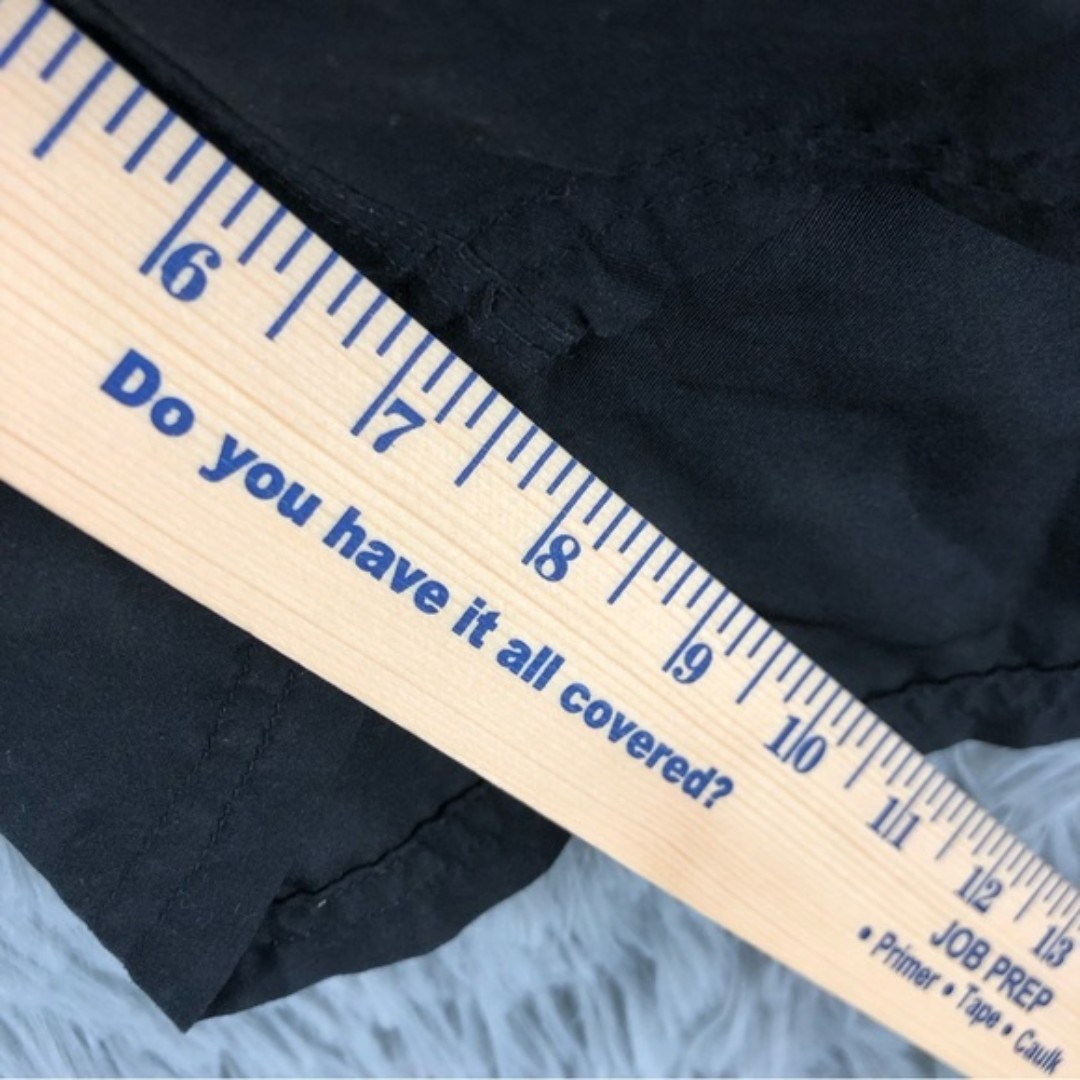 6 7 8 9 10 11 12 13
Do you have it all covered?
JOB PREP
• Primer • Tape • Caulk